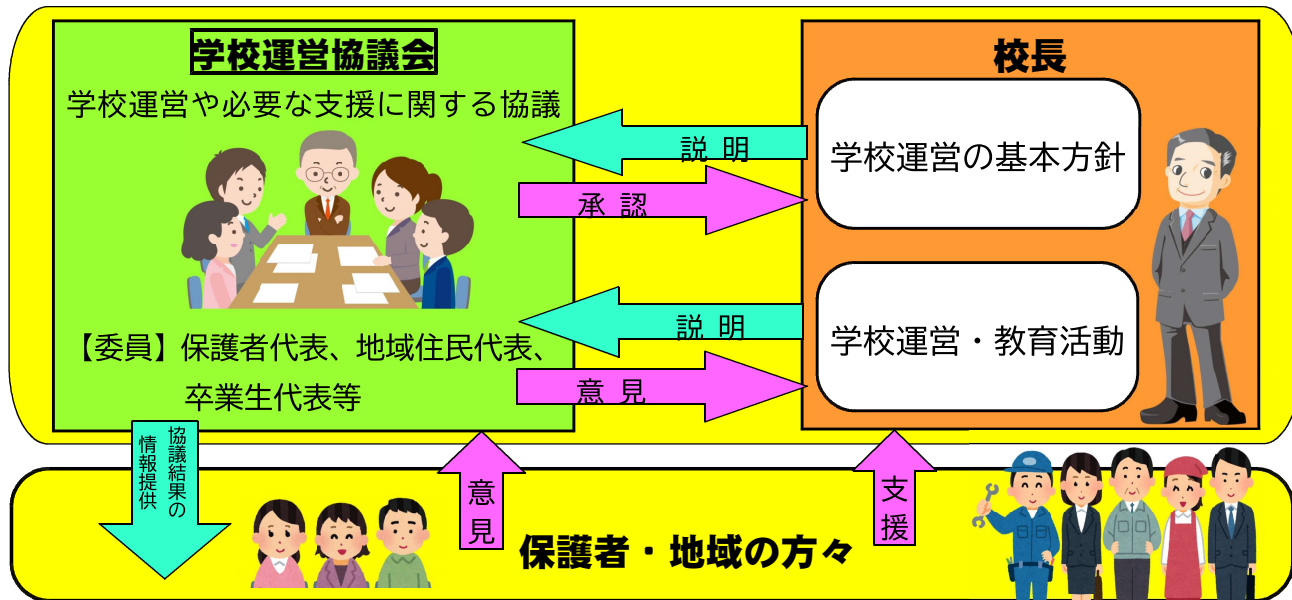 学校運営協議会
学校運営や必要な支援に関する協議
【委員】保護者代表、地域住民代表、
卒業生代表等
校長
学校運営の基本方針
学校運営・教育活動
説明
承認
説明
意見
協議結果の
情報提供
意見
支援
保護者・地域の方々